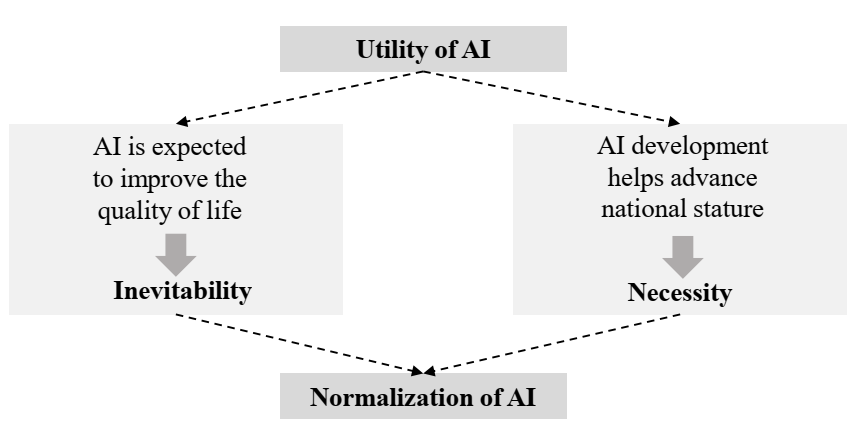 Utility of AI
AI is expected
to improve the
quality of life
Inevitability
AI development
helps advance
national stature
Necessity
Normalization of AI